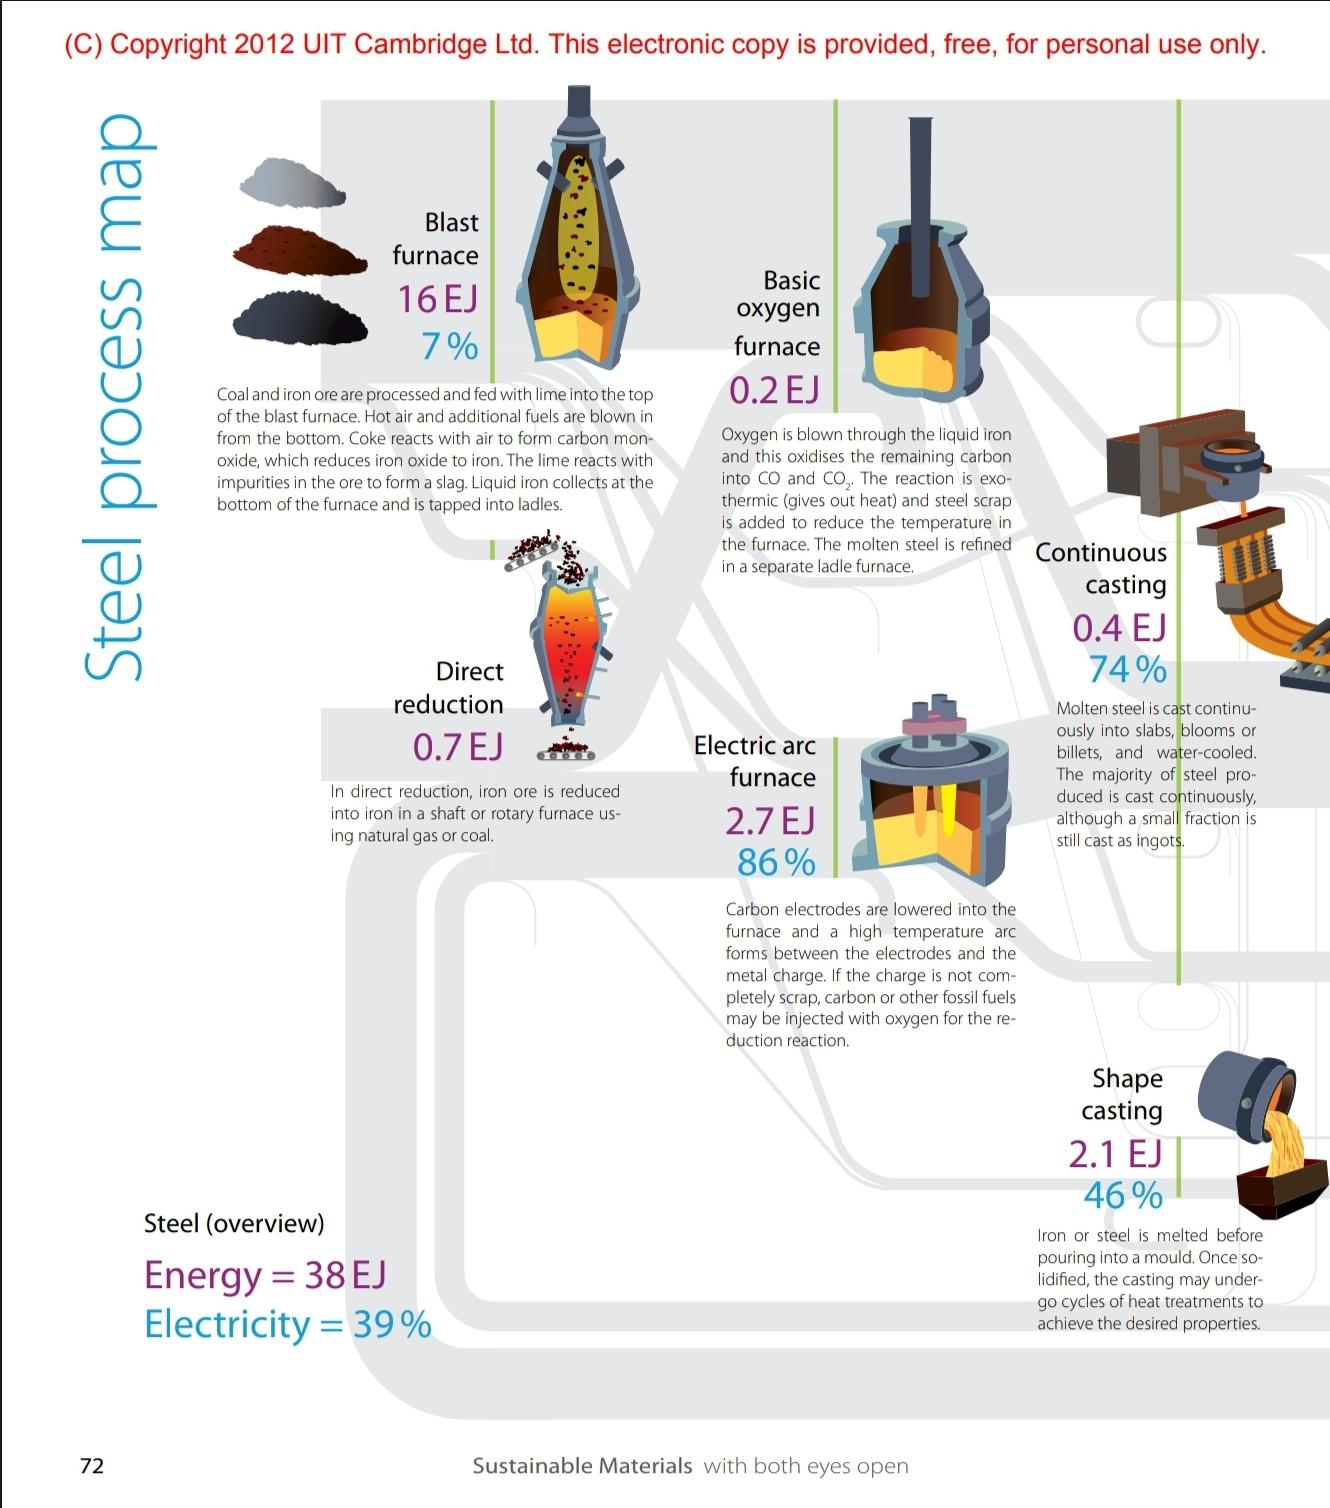 (C) Copyright 2012 UIT Cambridge Ltd. This electronic copy is provided, free, for personal use only.
Steel process map
Blast
furnace
16 EJ
7 %
Coal and iron ore are processed and fed with lime into the top
of the blast furnace. Hot air and additional fuels are blown in
from the bottom. Coke reacts with air to form carbon mon-
oxide, which reduces iron oxide to iron. The lime reacts with
impurities in the ore to form a slag. Liquid iron collects at the
bottom of the furnace and is tapped into ladles.
Direct
reduction
0.7 EJ
In direct reduction, iron ore is reduced
into iron in a shaft or rotary furnace us-
ing natural gas or coal.
Basic
oxygen
furnace
0.2 EJ
Oxygen is blown through the liquid iron
and this oxidises the remaining carbon
into CO and CO₂. The reaction is exo-
thermic (gives out heat) and steel scrap
is added to reduce the temperature in
the furnace. The molten steel is refined
in a separate ladle furnace.
Electric arc
furnace
2.7 EJ
86 %
Carbon electrodes are lowered into the
furnace and a high temperature arc
forms between the electrodes and the
metal charge. If the charge is not com-
pletely scrap, carbon or other fossil fuels
may be injected with oxygen for the re-
duction reaction.
Continuous
casting
0.4 EJ
74 %
Molten steel is cast continu-
ously into slabs, blooms or
billets, and water-cooled.
The majority of steel pro-
duced is cast continuously,
although a small fraction is
still cast as ingots.
Shape
casting
2.1 EJ
46 %
Iron or steel is melted before
pouring into a mould. Once so-
lidified, the casting may under-
go cycles of heat treatments to
achieve the desired properties.
Steel (overview)
Energy = 38 EJ
Electricity = 39 %
72
Sustainable Materials with both eyes open